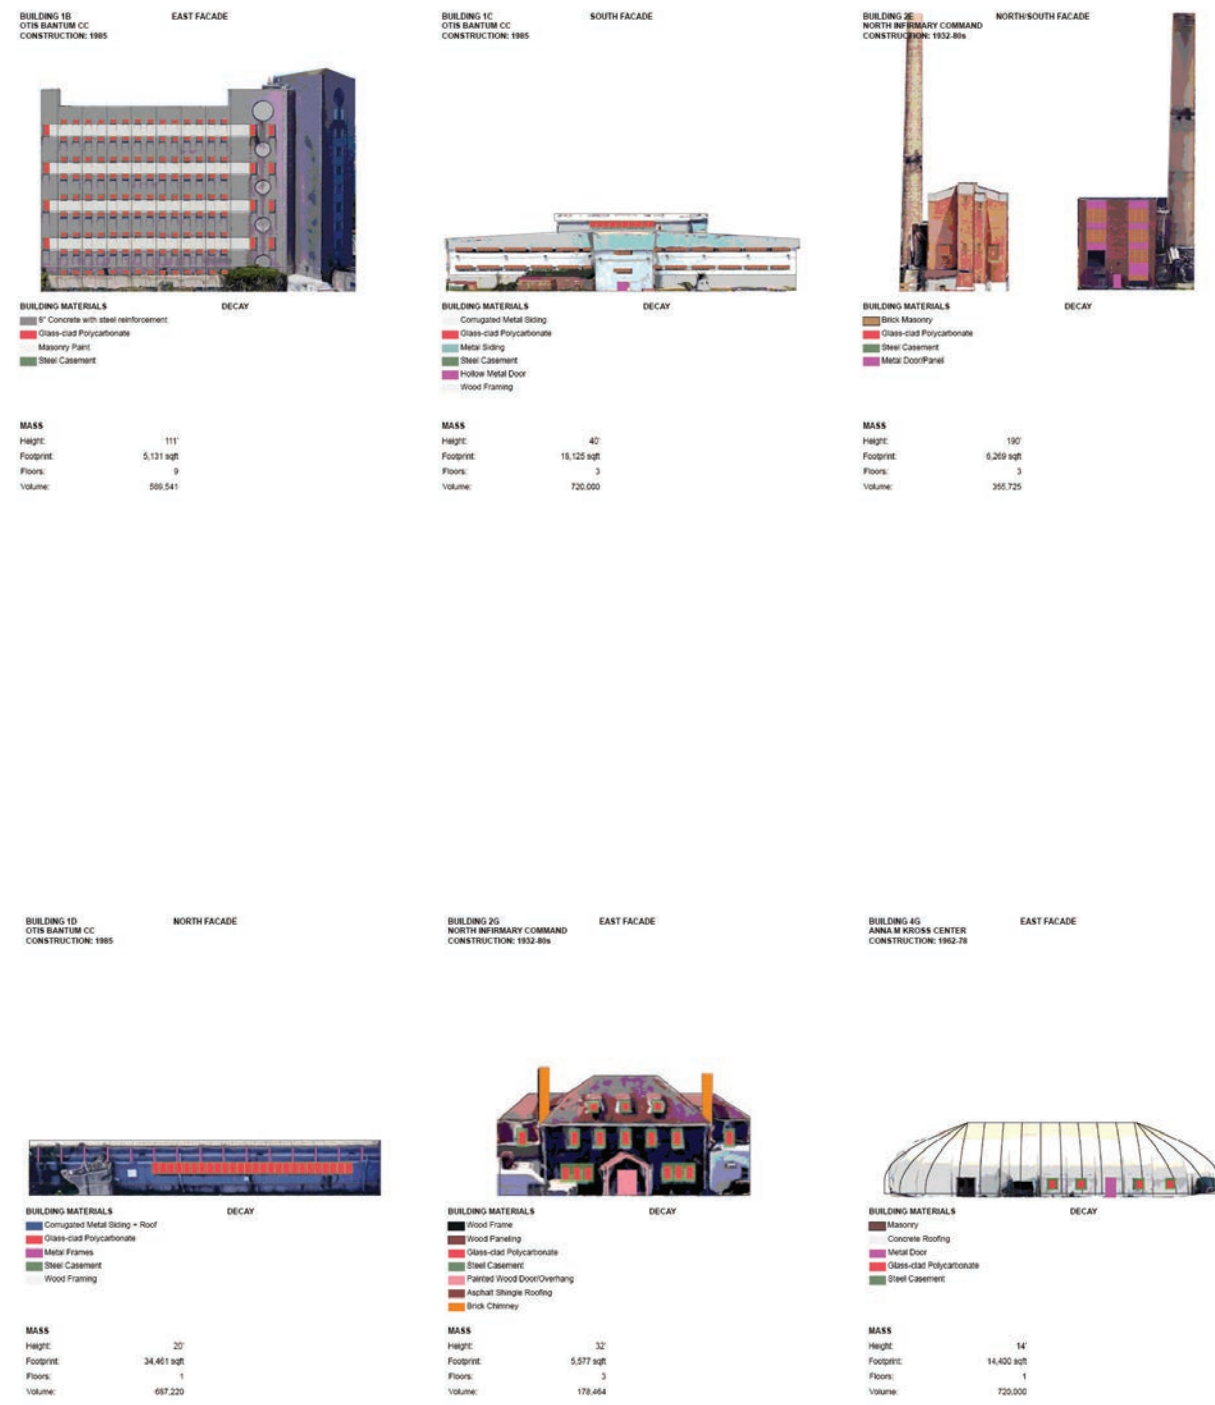 BUILDING 1B EAST FACADE
OTIS BANTUM CC
CONSTRUCTION: 1985
BUILDING MATERIALS DECAY
8" Concrete with steel reinforcement
Glass-clad Polycarbonate
Masonry Paint
Steel Casement
MASS
Height: 111'
Footprint: 5,131 sqft
Floors: 9
Volume: 569,541
BUILDING 1C SOUTH FACADE
OTIS BANTUM CC
CONSTRUCTION: 1985
BUILDING MATERIALS DECAY
Corrugated Metal Siding
Glass-clad Polycarbonate
Metal Siding
Steel Casement
Hollow Metal Door
Wood Framing
MASS
Height: 40'
Footprint: 18,125 sqft
Floors: 3
Volume: 720,000
BUILDING 2E NORTH/SOUTH FACADE
NORTH INFIRMARY COMMAND
CONSTRUCTION: 1932-80s
BUILDING MATERIALS DECAY
Brick Masonry
Glass-clad Polycarbonate
Steel Casement
Metal Door/Panel
MASS
Height: 190'
Footprint: 6,269 sqft
Floors: 3
Volume: 355,725
BUILDING 1D NORTH FACADE
OTIS BANTUM CC
CONSTRUCTION: 1985
BUILDING MATERIALS DECAY
Corrugated Metal Siding + Roof
Glass-clad Polycarbonate
Metal Frames
Steel Casement
Wood Framing
MASS
Height: 20'
Footprint: 34,461 sqft
Floors: 1
Volume: 687,220
BUILDING 2G EAST FACADE
NORTH INFIRMARY COMMAND
CONSTRUCTION: 1932-80s
BUILDING MATERIALS DECAY
Wood Frame
Wood Paneling
Glass-clad Polycarbonate
Steel Casement
Painted Wood Door/Overhang
Asphalt Shingle Roofing
Brick Chimney
MASS
Height: 32'
Footprint: 5,577 sqft
Floors: 3
Volume: 178,464
BUILDING 4G EAST FACADE
ANNA M KROSS CENTER
CONSTRUCTION: 1962-78
BUILDING MATERIALS DECAY
Masonry
Concrete Roofing
Metal Door
Glass-clad Polycarbonate
Steel Casement
MASS
Height: 14'
Footprint: 14,400 sqft
Floors: 1
Volume: 720,000